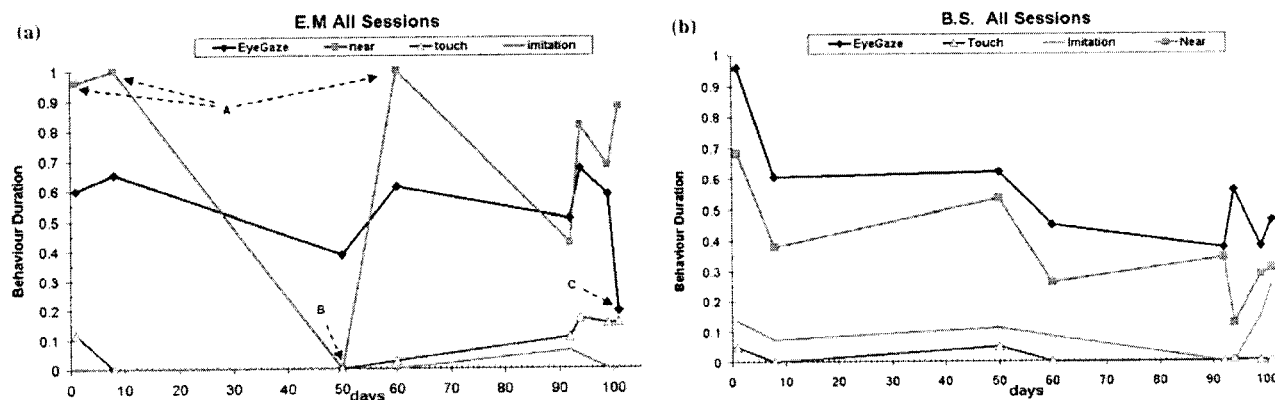 (a)
E.M All Sessions
EyeGaze near touch imitation
A
B
C
Behaviour Duration
1
0.9
0.8
0.7
0.6
0.5
0.4
0.3
0.2
0.1
0
0 10 20 30 40 50 60 70 80 90 100
days
(b)
B.S. All Sessions
EyeGaze Touch Imitation Near
Behaviour Duration
1
0.9
0.8
0.7
0.6
0.5
0.4
0.3
0.2
0.1
0
0 10 20 30 40 50 60 70 80 90 100
days